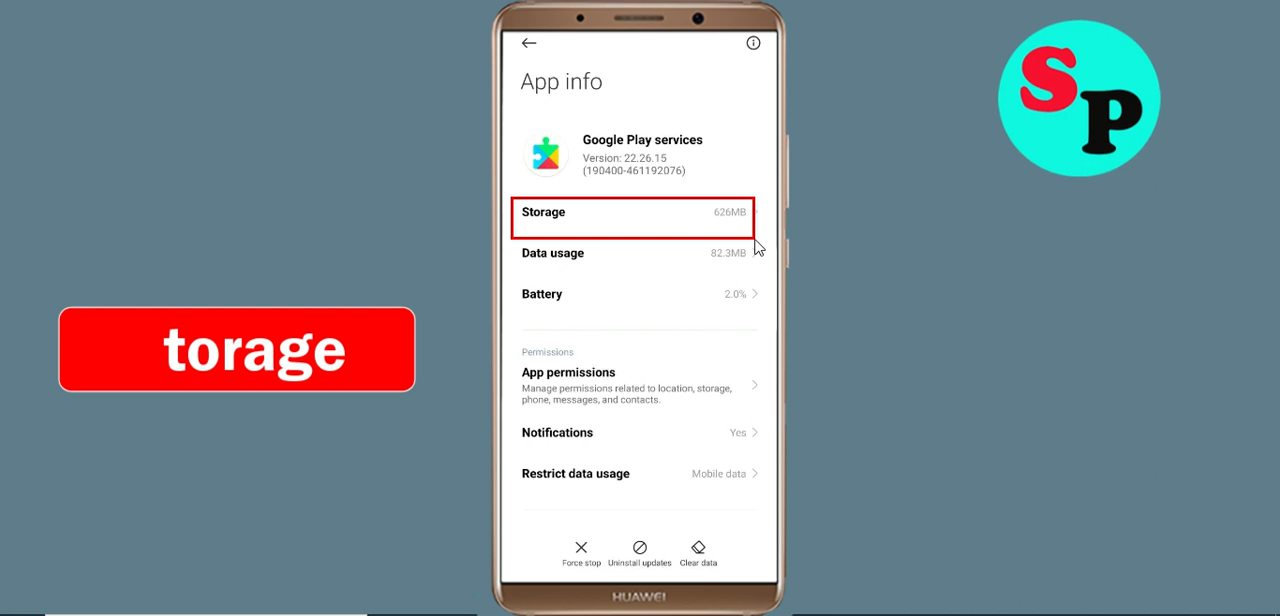 App info
Google Play services
Version: 22.26.15
(190400-461192076)
Storage 626MB
Data usage 82.3MB
Battery 2.0%
Permissions
App permissions
Manage permissions related to location, storage,
phone, messages, and contacts.
Notifications Yes
Restrict data usage Mobile data
Force stop Uninstall updates Clear data
HUAWEI
torage
SP